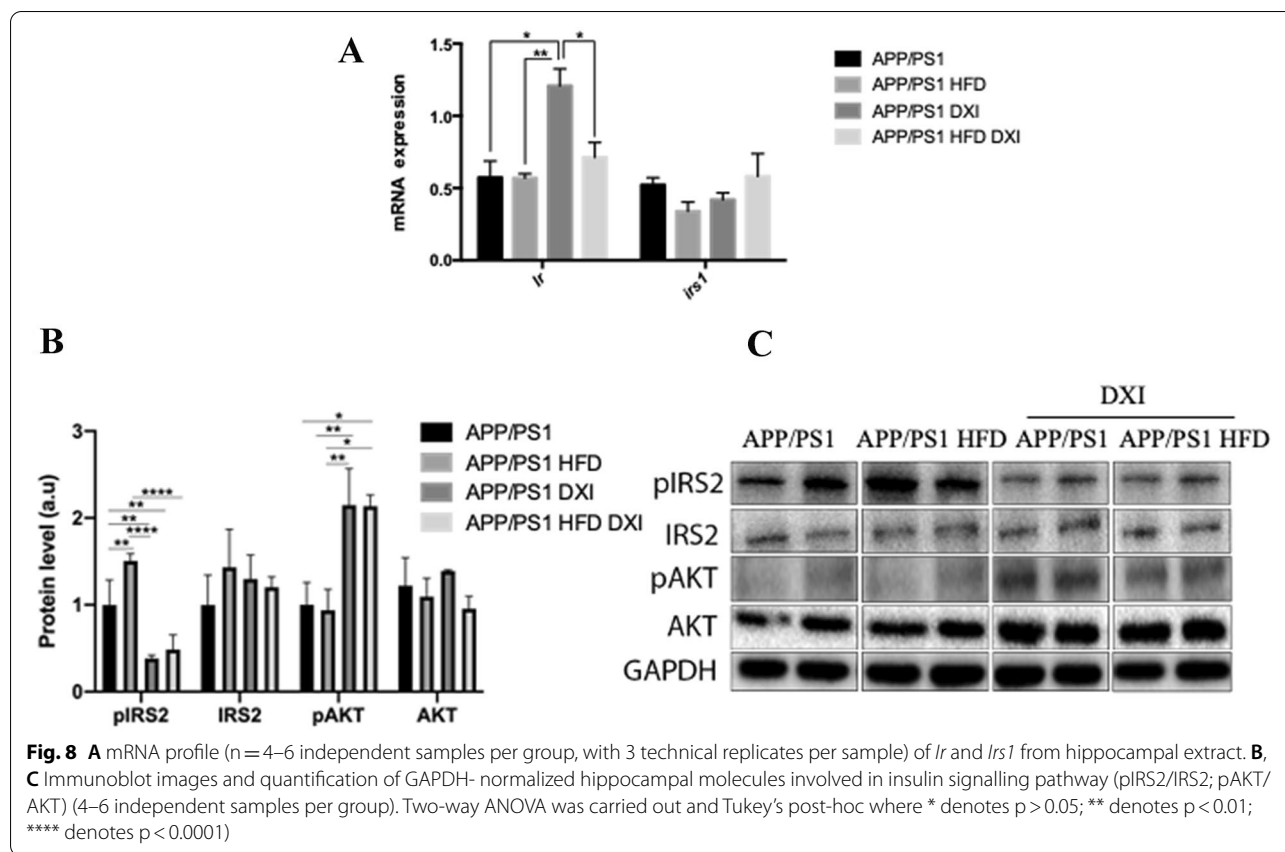 A
mRNA expression
1.5
1.0
0.5
0.0
*
*
**
Ir
irs1
APP/PS1
APP/PS1 HFD
APP/PS1 DXI
APP/PS1 HFD DXI
B
Protein level (a.u)
3
2
1
0
****
**
**
****
**
*
**
*
**
pIRS2
IRS2
pAKT
AKT
APP/PS1
APP/PS1 HFD
APP/PS1 DXI
APP/PS1 HFD DXI
C
DXI
APP/PS1 APP/PS1 HFD APP/PS1 APP/PS1 HFD
pIRS2
IRS2
pAKT
AKT
GAPDH
Fig. 8 A mRNA profile (n = 4–6 independent samples per group, with 3 technical replicates per sample) of Ir and Irs1 from hippocampal extract. B,
C Immunoblot images and quantification of GAPDH- normalized hippocampal molecules involved in insulin signalling pathway (pIRS2/IRS2; pAKT/
AKT) (4–6 independent samples per group). Two-way ANOVA was carried out and Tukey's post-hoc where * denotes p > 0.05; ** denotes p < 0.01;
**** denotes p < 0.0001)